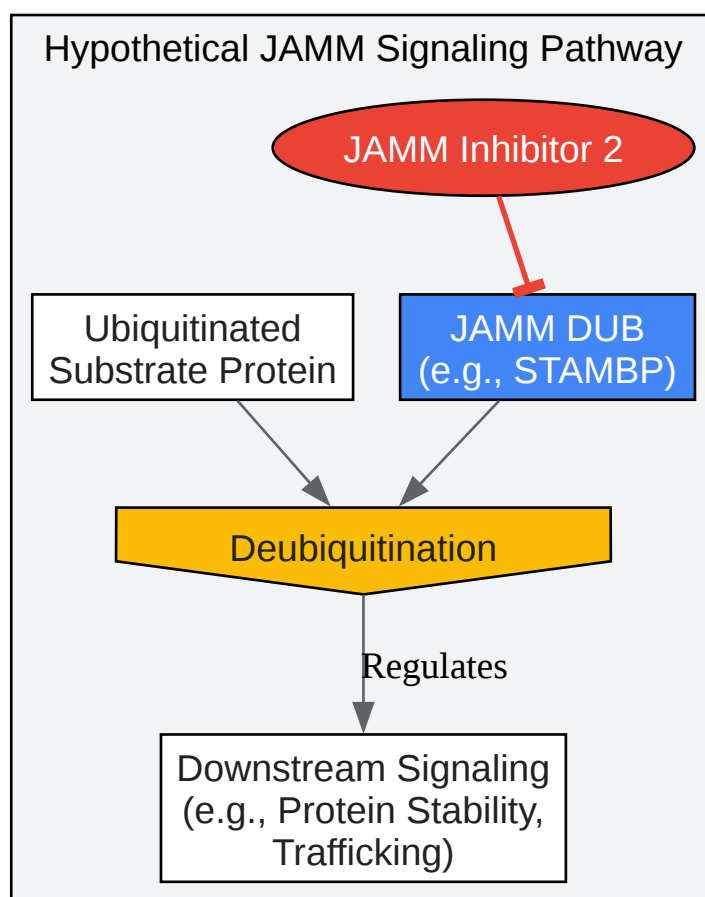 Hypothetical JAMM Signaling Pathway
JAMM Inhibitor 2
Ubiquitinated
Substrate Protein
JAMM DUB
(e.g., STAMBP)
Deubiquitination
Regulates
Downstream Signaling
(e.g., Protein Stability,
Trafficking)